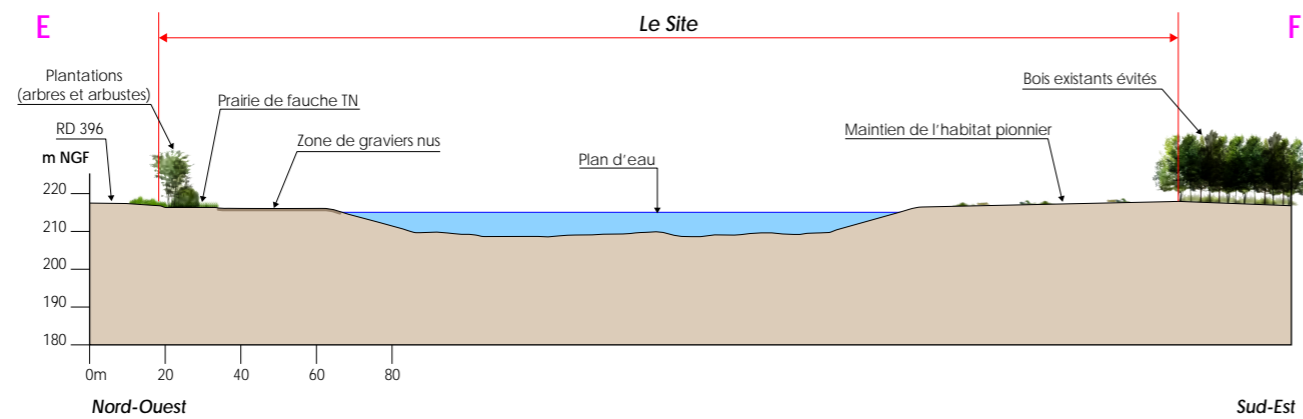 E
Le Site
F
Plantations
(arbres et arbustes)
Prairie de fauche TN
Bois existants évités
RD 396
Zone de graviers nus
Maintien de l'habitat pionnier
m NGF
Plan d'eau
220
210
200
190
180
0m 20 40 60 80
Nord-Ouest
Sud-Est